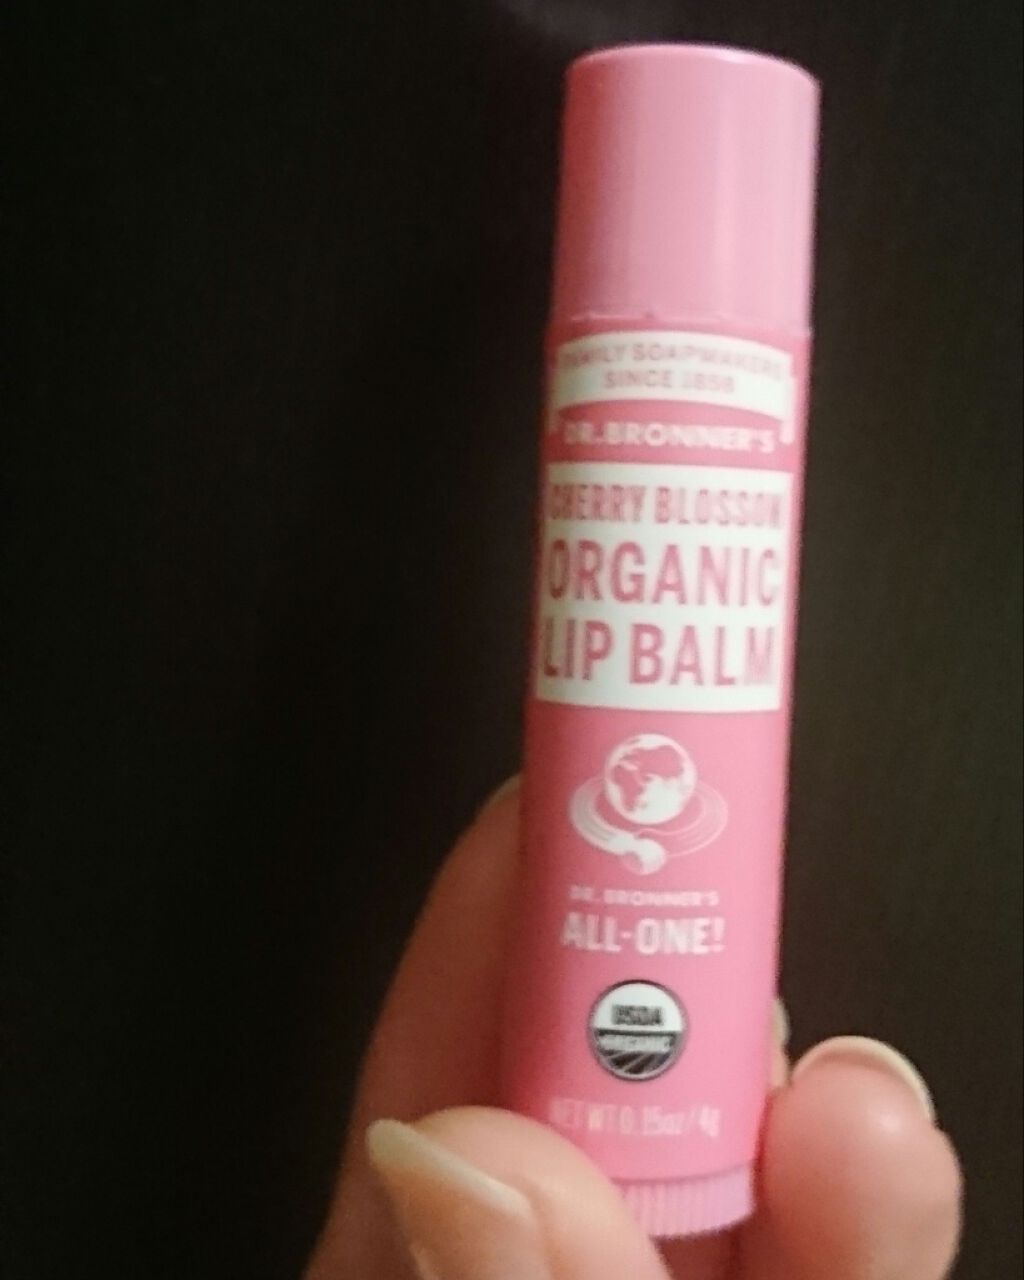 FAMILY SOAPMAKERS
SINCE 1858
DR. BRONNER'S
CHERRY BLOSSOM
ORGANIC
LIP BALM
DR. BRONNER'S
ALL-ONE!
USDA
ORGANIC
NET WT 0.15oz / 4g